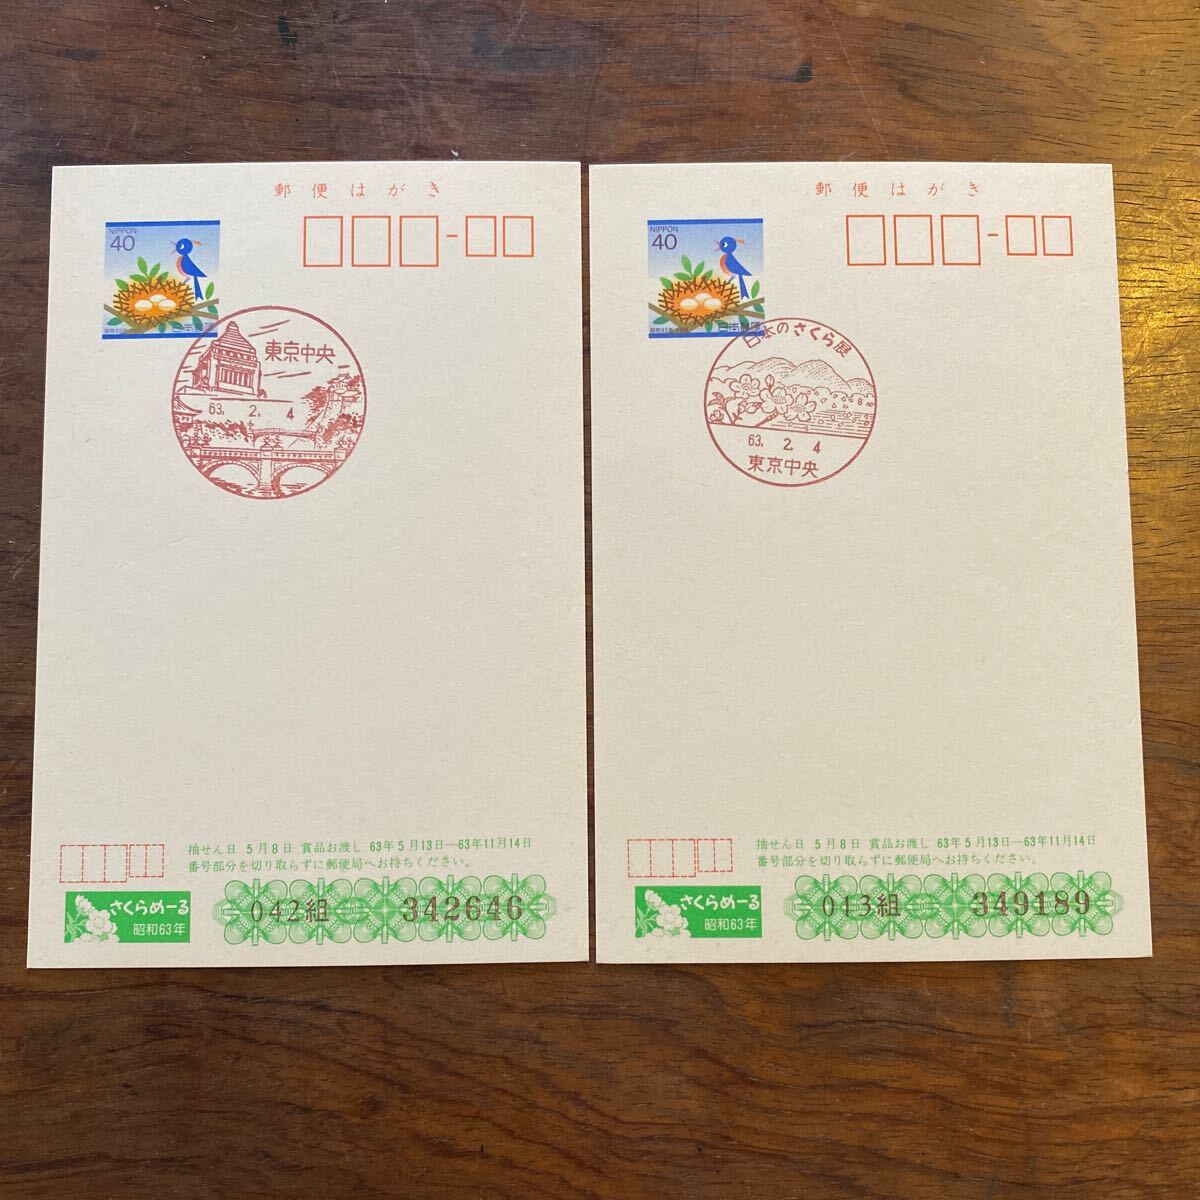 郵便はがき
NIPPON
40
日本郵便
東京中央
63. 2. 4
抽せん日 5月8日 賞品お渡し 63年5月13日―63年11月14日
番号部分を切り取らずに郵便局へお持ちください。
さくらめーる
昭和63年
042組 342646
郵便はがき
NIPPON
40
日本郵便
日本のさくら展
63. 2. 4
東京中央
抽せん日 5月8日 賞品お渡し 63年5月13日―63年11月14日
番号部分を切り取らずに郵便局へお持ちください。
さくらめーる
昭和63年
013組 349189